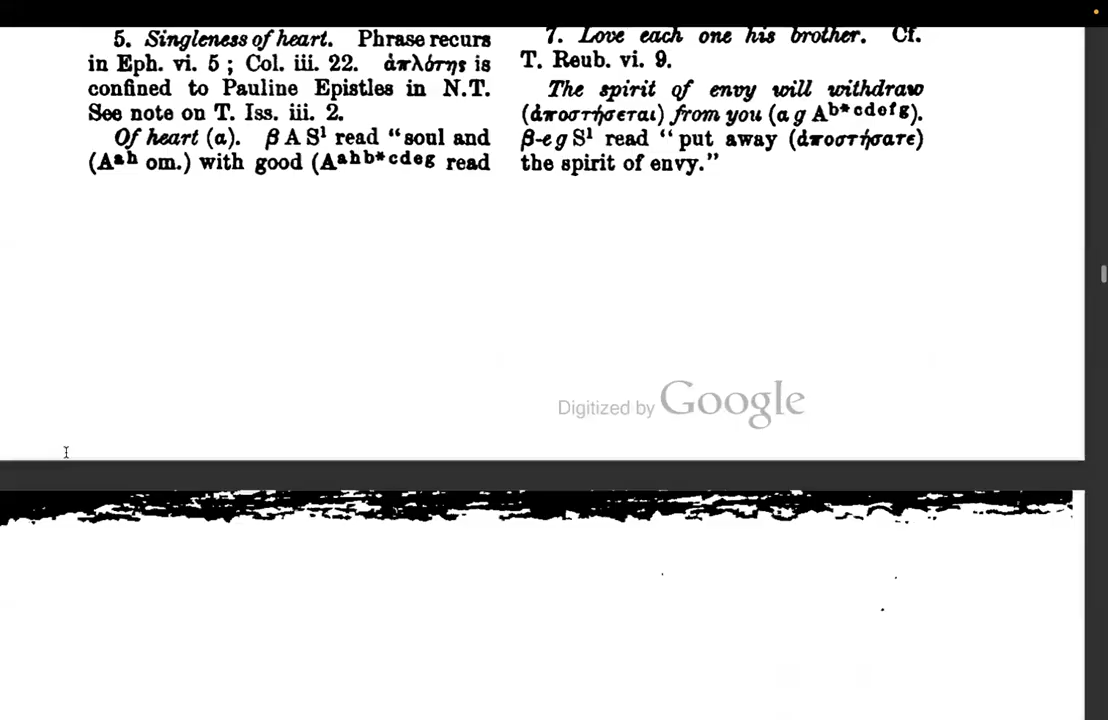 5. Singleness of heart. Phrase recurs
in Eph. vi. 5 ; Col. iii. 22. ἁπλότης is
confined to Pauline Epistles in N.T.
See note on T. Iss. iii. 2.
Of heart (α). β A S¹ read “soul and
(Aᵃʰ om.) with good (Aᵃʰᵇ*ᶜᵈᵉᵍ read
7. Love each one his brother. Cf.
T. Reub. vi. 9.
The spirit of envy will withdraw
(ἀποστήσεται) from you (α g Aᵇ*ᶜᵈᵉᶠᵍ).
β-e g S¹ read “put away (ἀποστήσατε)
the spirit of envy.”
Digitized by Google